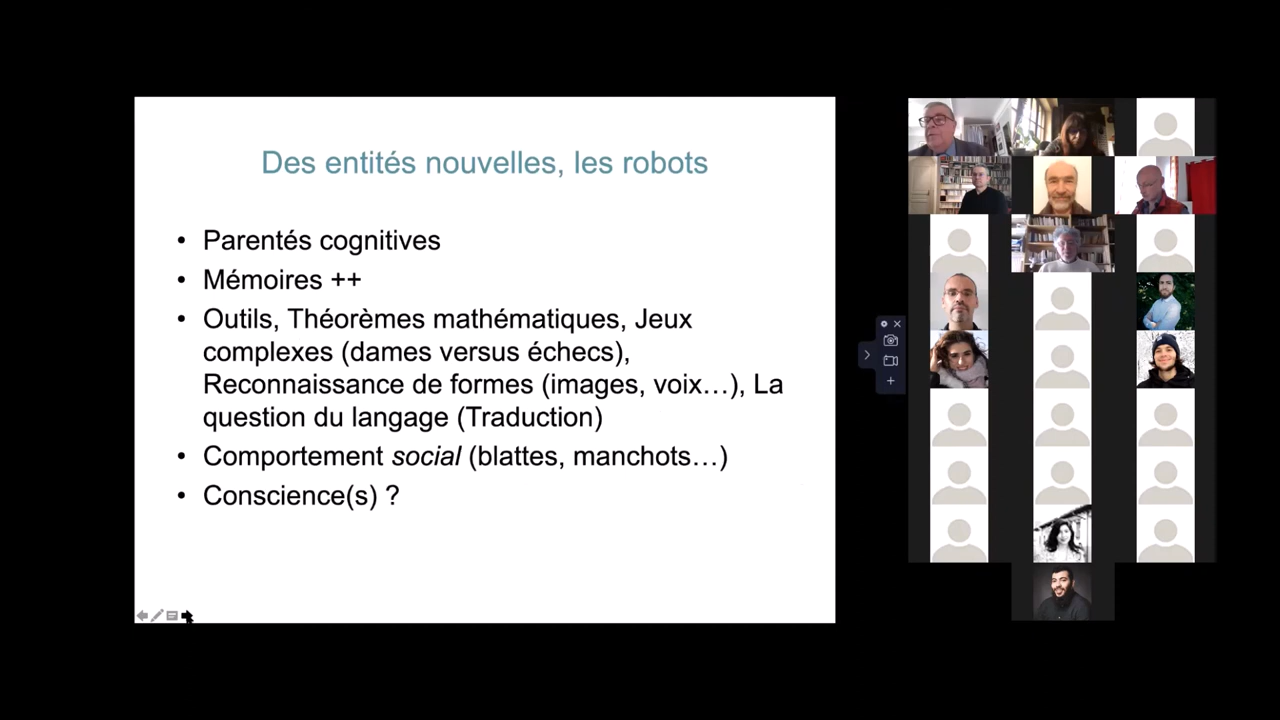 Des entités nouvelles, les robots
• Parentés cognitives
• Mémoires ++
• Outils, Théorèmes mathématiques, Jeux
complexes (dames versus échecs),
Reconnaissance de formes (images, voix…), La
question du langage (Traduction)
• Comportement social (blattes, manchots…)
• Conscience(s) ?